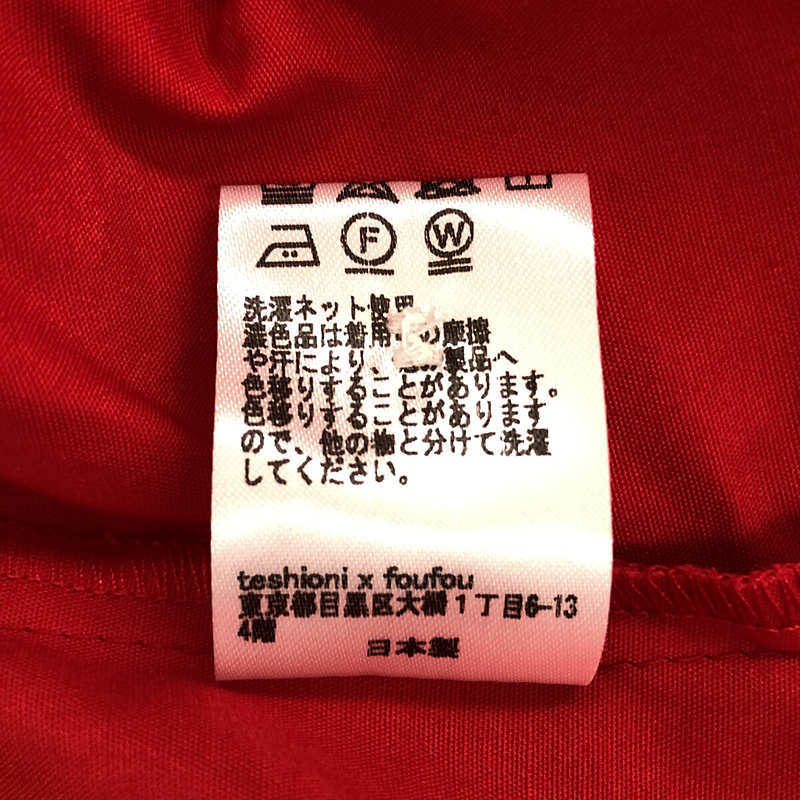 F W
洗濯ネット使用
濃色品は着用の摩擦
や汗により、製品へ
色移りすることがあります。
色移りすることがあります
ので、他の物と分けて洗濯
してください。
teshioni x foufou
東京都目黒区大橋1丁目6-13
4階
日本製